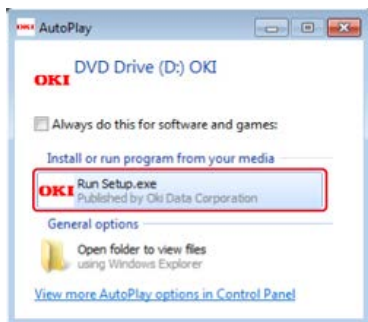 OKI AutoPlay
DVD Drive (D:) OKI
OKI
Always do this for software and games:
Install or run program from your media
OKI Run Setup.exe
Published by Oki Data Corporation
General options
Open folder to view files
using Windows Explorer
View more AutoPlay options in Control Panel